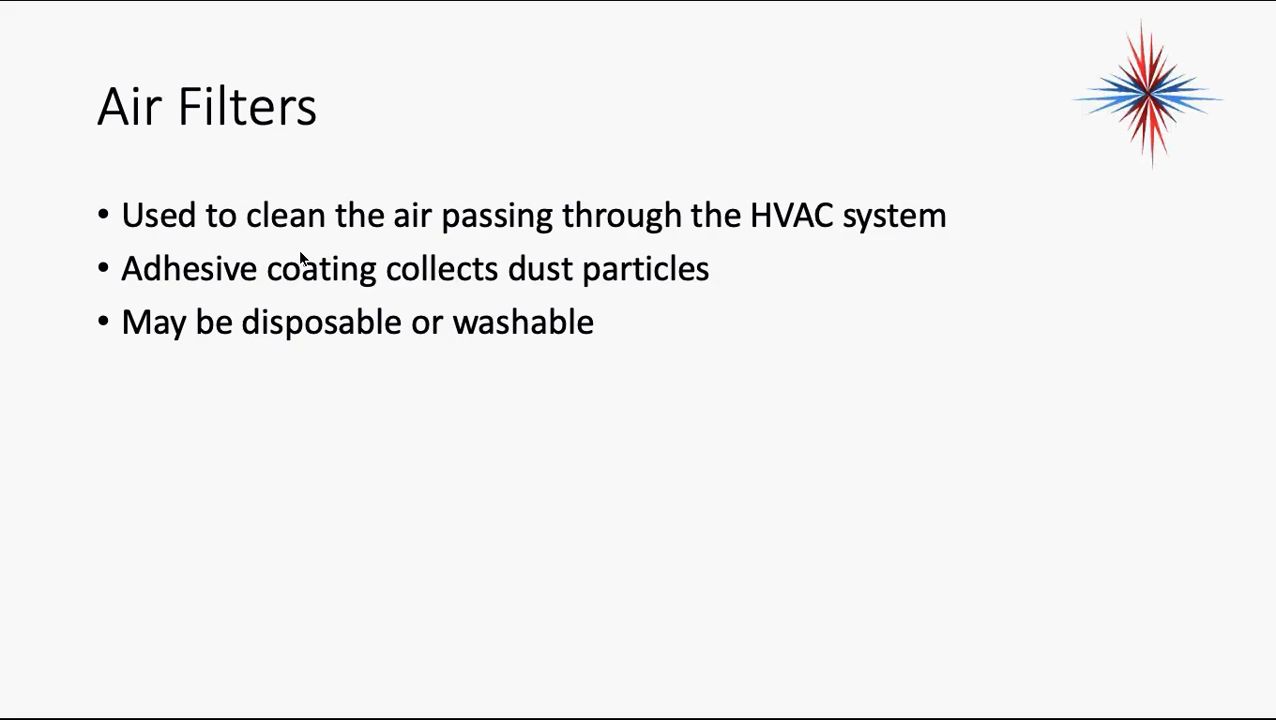 Air Filters
• Used to clean the air passing through the HVAC system
• Adhesive coating collects dust particles
• May be disposable or washable